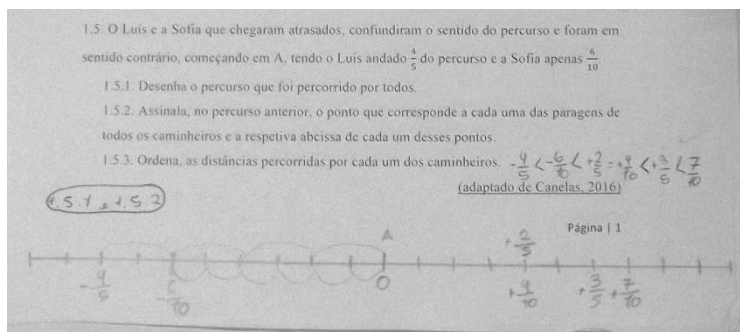 1.5. O Luís e a Sofia que chegaram atrasados, confundiram o sentido do percurso e foram em
sentido contrário, começando em A, tendo o Luís andado 4/5 do percurso e a Sofia apenas 6/10
1.5.1. Desenha o percurso que foi percorrido por todos.
1.5.2. Assinala, no percurso anterior, o ponto que corresponde a cada uma das paragens de
todos os caminheiros e a respetiva abcissa de cada um desses pontos.
1.5.3. Ordena, as distâncias percorridas por cada um dos caminheiros. -4/5 < -6/10 < +2/5 = +4/10 < +3/5 < 7/10
(adaptado de Canelas, 2016)
1.5.1 e 1.5.2
Página | 1
A +2/5
-4/5 -6/10 0 +4/10 +3/5 +7/10